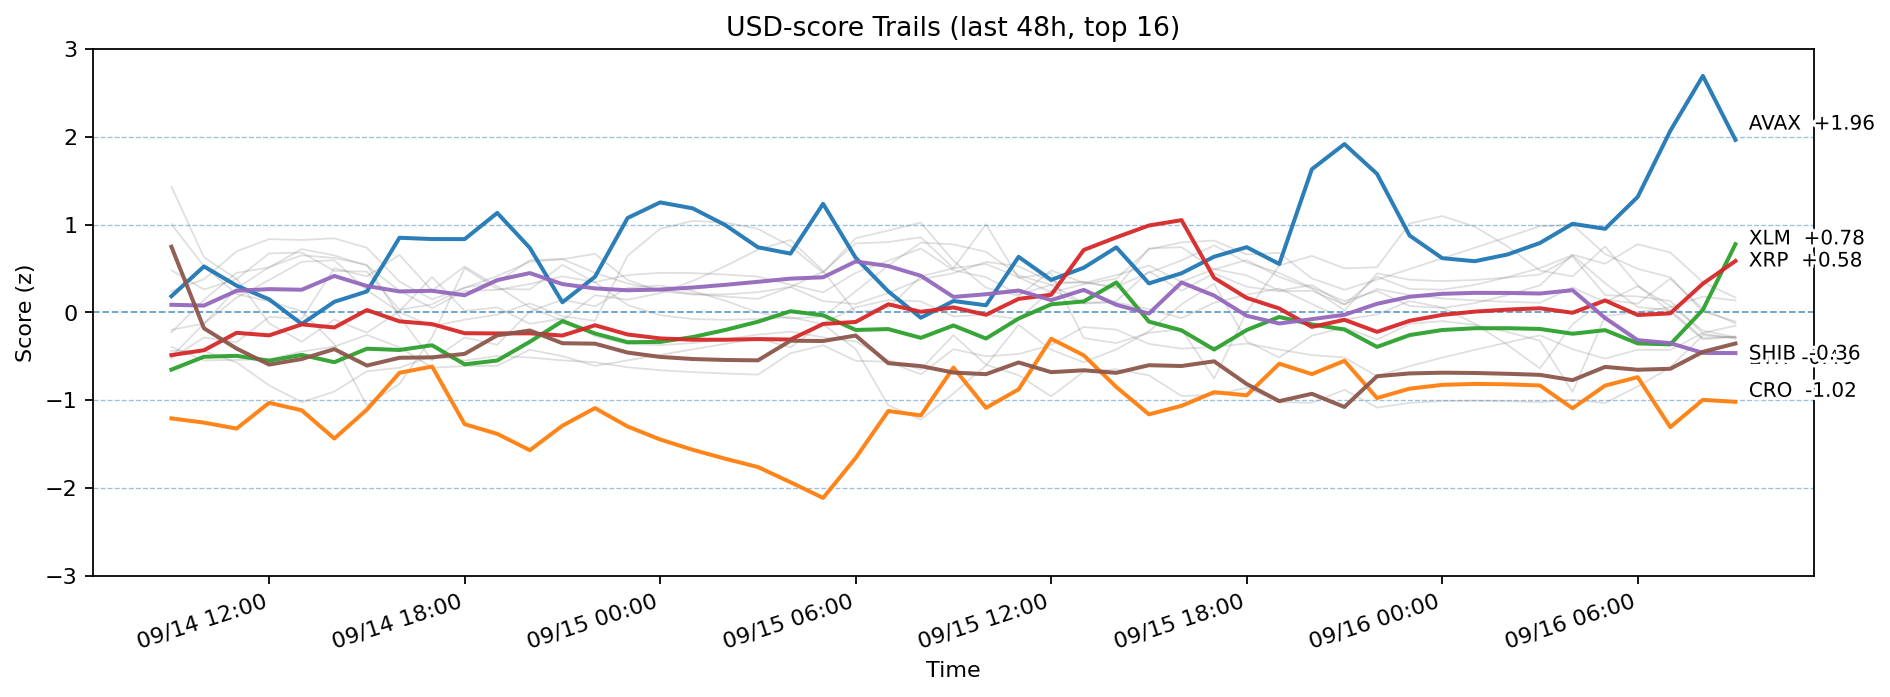 USD-score Trails (last 48h, top 16)
Score (z)
3
2
1
0
−1
−2
−3
AVAX +1.96
XLM +0.78
XRP +0.58
SHIB -0.36
CRO -1.02
09/14 12:00
09/14 18:00
09/15 00:00
09/15 06:00
09/15 12:00
09/15 18:00
09/16 00:00
09/16 06:00
Time